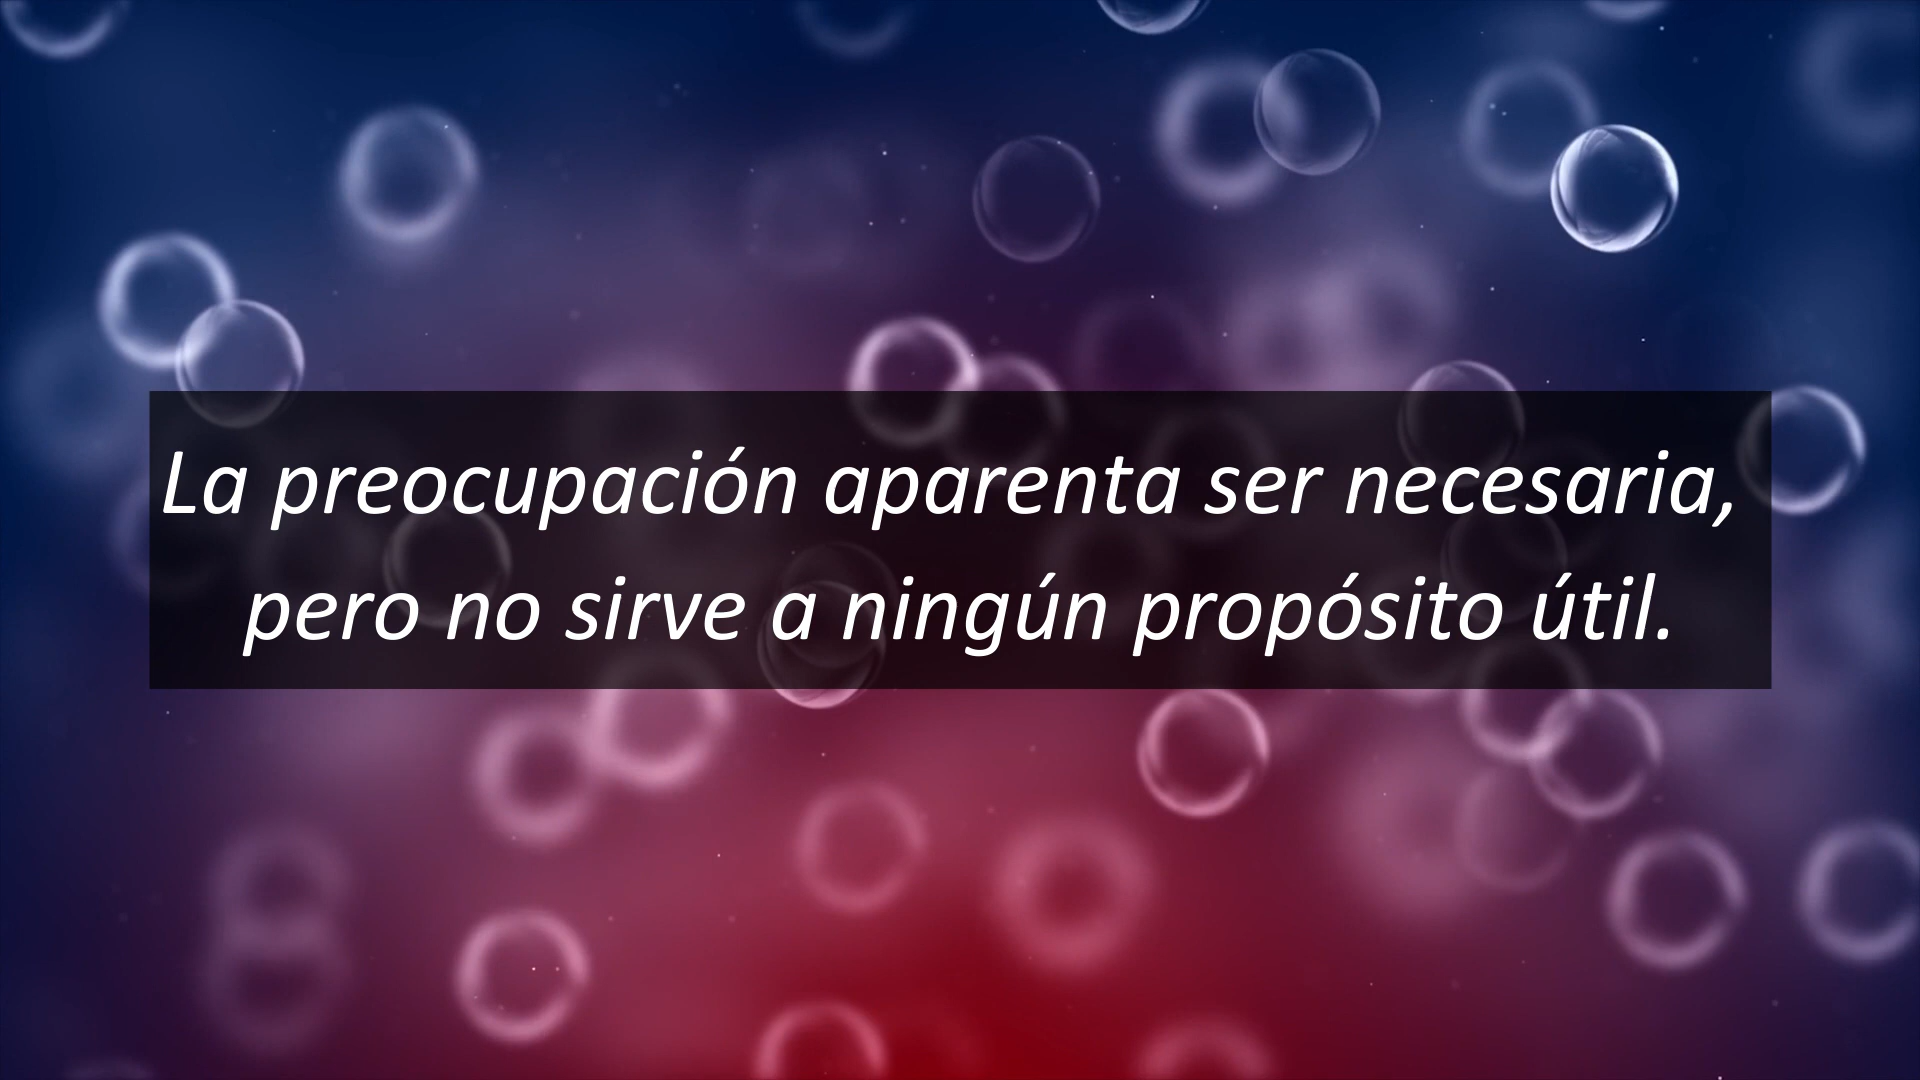 La preocupación aparenta ser necesaria,
pero no sirve a ningún propósito útil.